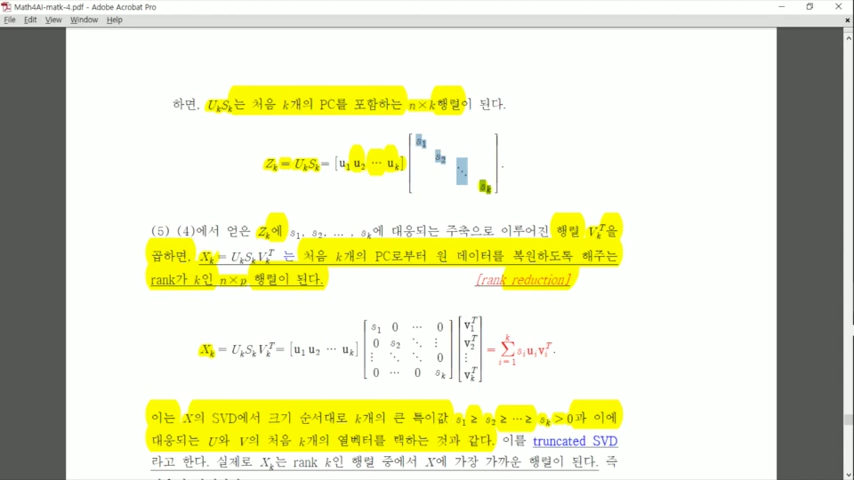 Math4AI-matk-4.pdf - Adobe Acrobat Pro
File Edit View Window Help
하면, UₖSₖ는 처음 k개의 PC를 포함하는 n×k행렬이 된다.
Zₖ = UₖSₖ = [u₁ u₂ ⋯ uₖ] [s₁ s₂ ⋱ sₖ].
(5) (4)에서 얻은 Zₖ에 s₁, s₂, … , sₖ에 대응되는 주축으로 이루어진 행렬 Vₖᵀ을
곱하면, Xₖ = UₖSₖVₖᵀ 는 처음 k개의 PC로부터 원 데이터를 복원하도록 해주는
rank가 k인 n×p 행렬이 된다. [rank reduction]
Xₖ = UₖSₖVₖᵀ = [u₁ u₂ ⋯ uₖ] [s₁ 0 ⋯ 0; 0 s₂ ⋱ ⋮; ⋮ ⋱ ⋱ 0; 0 ⋯ 0 sₖ] [v₁ᵀ; v₂ᵀ; ⋮; vₖᵀ] = ∑ᵢ₌₁ᵏ sᵢuᵢvᵢᵀ.
이는 X의 SVD에서 크기 순서대로 k개의 큰 특이값 s₁ ≥ s₂ ≥ ⋯ ≥ sₖ > 0과 이에
대응되는 U와 V의 처음 k개의 열벡터를 택하는 것과 같다. 이를 truncated SVD
라고 한다. 실제로 Xₖ는 rank k인 행렬 중에서 X에 가장 가까운 행렬이 된다. 즉